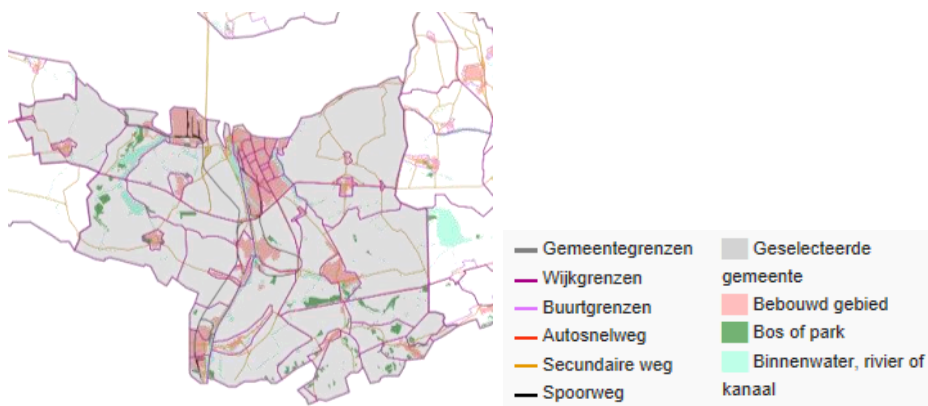 Gemeentegrenzen
Wijkgrenzen
Buurtgrenzen
Autosnelweg
Secundaire weg
Spoorweg
Geselecteerde
gemeente
Bebouwd gebied
Bos of park
Binnenwater, rivier of
kanaal